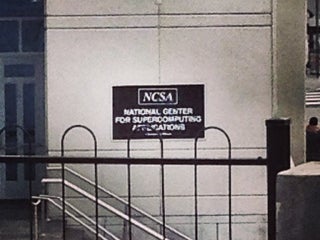 NCSA
NATIONAL CENTER
FOR SUPERCOMPUTING
APPLICATIONS